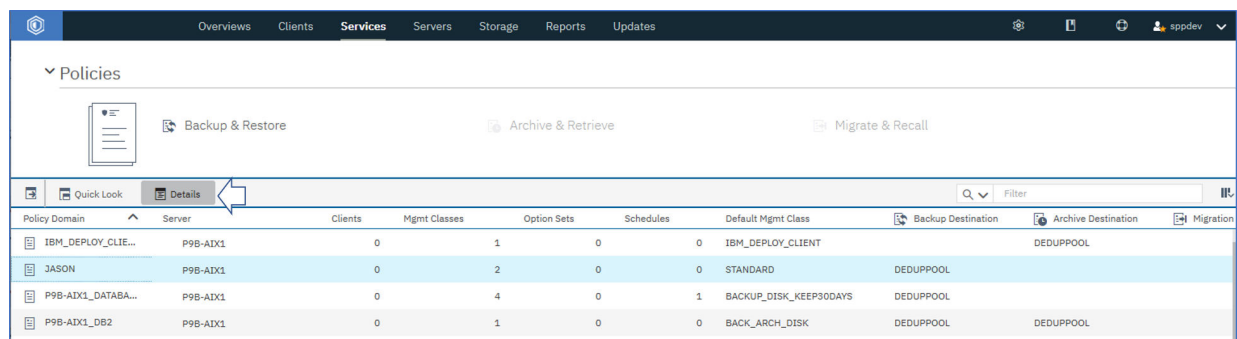 Overviews Clients Services Servers Storage Reports Updates sppdev
Policies
Backup & Restore Archive & Retrieve Migrate & Recall
Quick Look Details Filter
Policy Domain Server Clients Mgmt Classes Option Sets Schedules Default Mgmt Class Backup Destination Archive Destination Migration
IBM_DEPLOY_CLIE... P9B-AIX1 0 1 0 0 IBM_DEPLOY_CLIENT DEDUPPOOL
JASON P9B-AIX1 0 2 0 0 STANDARD DEDUPPOOL
P9B-AIX1_DATABA... P9B-AIX1 0 4 0 1 BACKUP_DISK_KEEP30DAYS DEDUPPOOL
P9B-AIX1_DB2 P9B-AIX1 0 1 0 0 BACK_ARCH_DISK DEDUPPOOL DEDUPPOOL